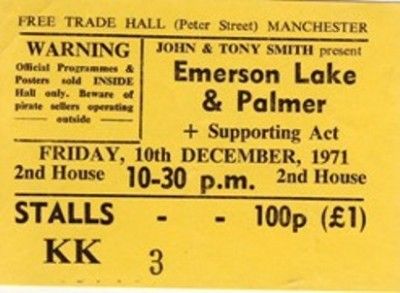 FREE TRADE HALL (Peter Street) MANCHESTER
WARNING
Official Programmes &
Posters sold INSIDE
Hall only. Beware of
pirate sellers operating
outside —
JOHN & TONY SMITH present
Emerson Lake
& Palmer
+ Supporting Act
FRIDAY, 10th DECEMBER, 1971
2nd House 10-30 p.m. 2nd House
STALLS - - 100p (£1)
KK 3